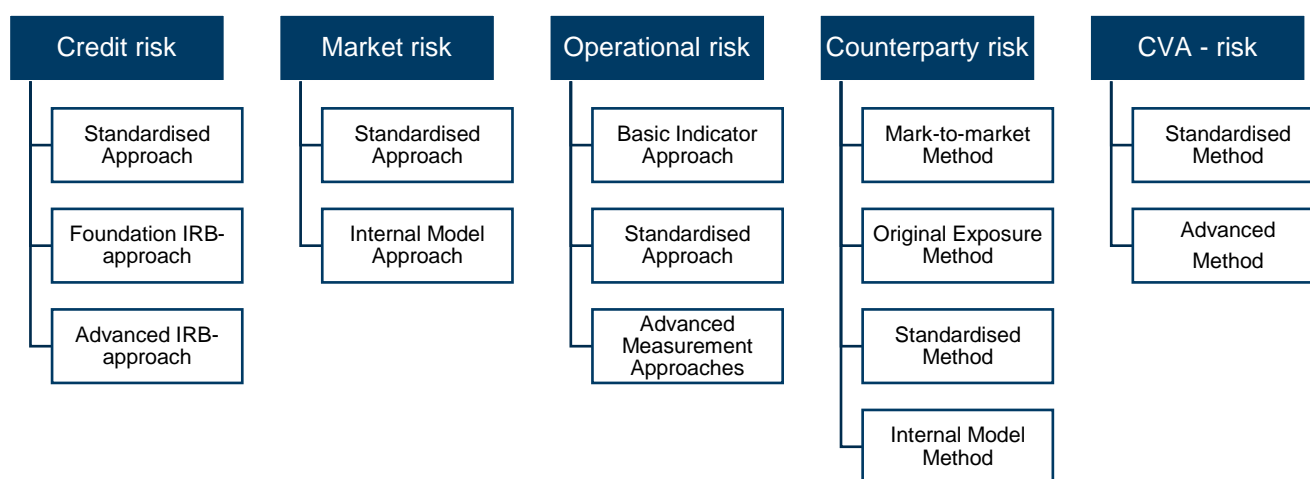 Credit risk
Standardised
Approach
Foundation IRB-
approach
Advanced IRB-
approach
Market risk
Standardised
Approach
Internal Model
Approach
Operational risk
Basic Indicator
Approach
Standardised
Approach
Advanced
Measurement
Approaches
Counterparty risk
Mark-to-market
Method
Original Exposure
Method
Standardised
Method
Internal Model
Method
CVA - risk
Standardised
Method
Advanced
Method